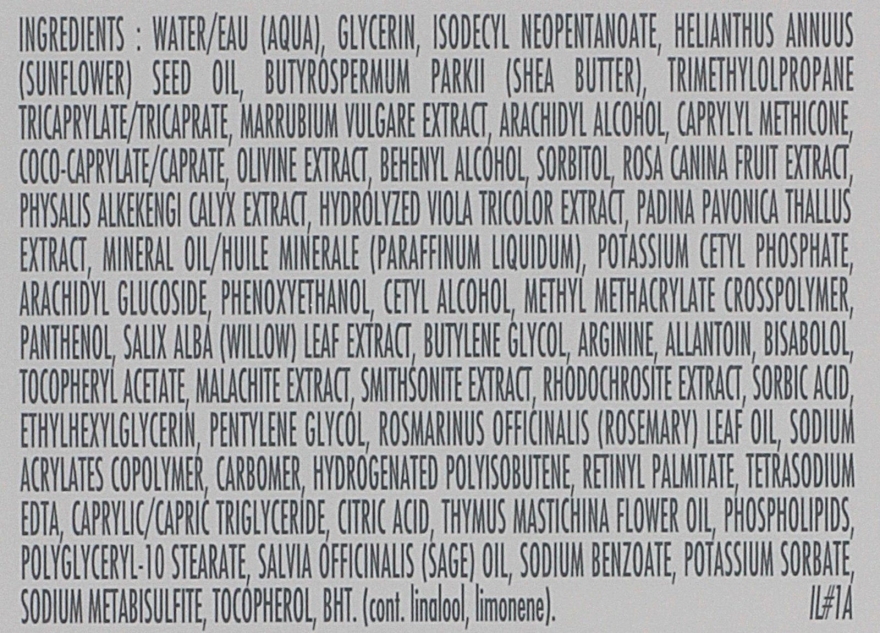 INGREDIENTS : WATER/EAU (AQUA), GLYCERIN, ISODECYL NEOPENTANOATE, HELIANTHUS ANNUUS
(SUNFLOWER) SEED OIL, BUTYROSPERMUM PARKII (SHEA BUTTER), TRIMETHYLOLPROPANE
TRICAPRYLATE/TRICAPRATE, MARRUBIUM VULGARE EXTRACT, ARACHIDYL ALCOHOL, CAPRYLYL METHICONE,
COCO-CAPRYLATE/CAPRATE, OLIVINE EXTRACT, BEHENYL ALCOHOL, SORBITOL, ROSA CANINA FRUIT EXTRACT,
PHYSALIS ALKEKENGI CALYX EXTRACT, HYDROLYZED VIOLA TRICOLOR EXTRACT, PADINA PAVONICA THALLUS
EXTRACT, MINERAL OIL/HUILE MINERALE (PARAFFINUM LIQUIDUM), POTASSIUM CETYL PHOSPHATE,
ARACHIDYL GLUCOSIDE, PHENOXYETHANOL, CETYL ALCOHOL, METHYL METHACRYLATE CROSSPOLYMER,
PANTHENOL, SALIX ALBA (WILLOW) LEAF EXTRACT, BUTYLENE GLYCOL, ARGININE, ALLANTOIN, BISABOLOL,
TOCOPHERYL ACETATE, MALACHITE EXTRACT, SMITHSONITE EXTRACT, RHODOCHROSITE EXTRACT, SORBIC ACID,
ETHYLHEXYLGLYCERIN, PENTYLENE GLYCOL, ROSMARINUS OFFICINALIS (ROSEMARY) LEAF OIL, SODIUM
ACRYLATES COPOLYMER, CARBOMER, HYDROGENATED POLYISOBUTENE, RETINYL PALMITATE, TETRASODIUM
EDTA, CAPRYLIC/CAPRIC TRIGLYCERIDE, CITRIC ACID, THYMUS MASTICHINA FLOWER OIL, PHOSPHOLIPIDS,
POLYGLYCERYL-10 STEARATE, SALVIA OFFICINALIS (SAGE) OIL, SODIUM BENZOATE, POTASSIUM SORBATE,
SODIUM METABISULFITE, TOCOPHEROL, BHT. (cont. linalool, limonene). IL#1A